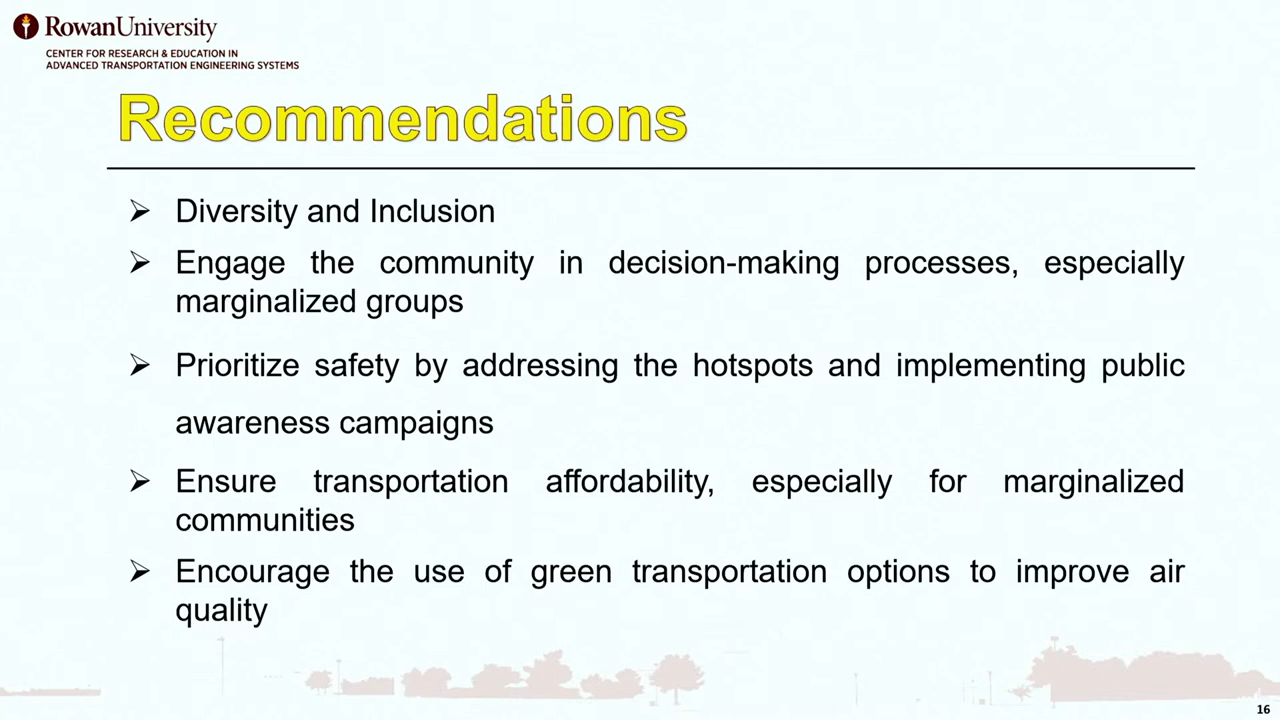 RowanUniversity
CENTER FOR RESEARCH & EDUCATION IN
ADVANCED TRANSPORTATION ENGINEERING SYSTEMS
Recommendations
➢ Diversity and Inclusion
➢ Engage the community in decision-making processes, especially
marginalized groups
➢ Prioritize safety by addressing the hotspots and implementing public
awareness campaigns
➢ Ensure transportation affordability, especially for marginalized
communities
➢ Encourage the use of green transportation options to improve air
quality
16